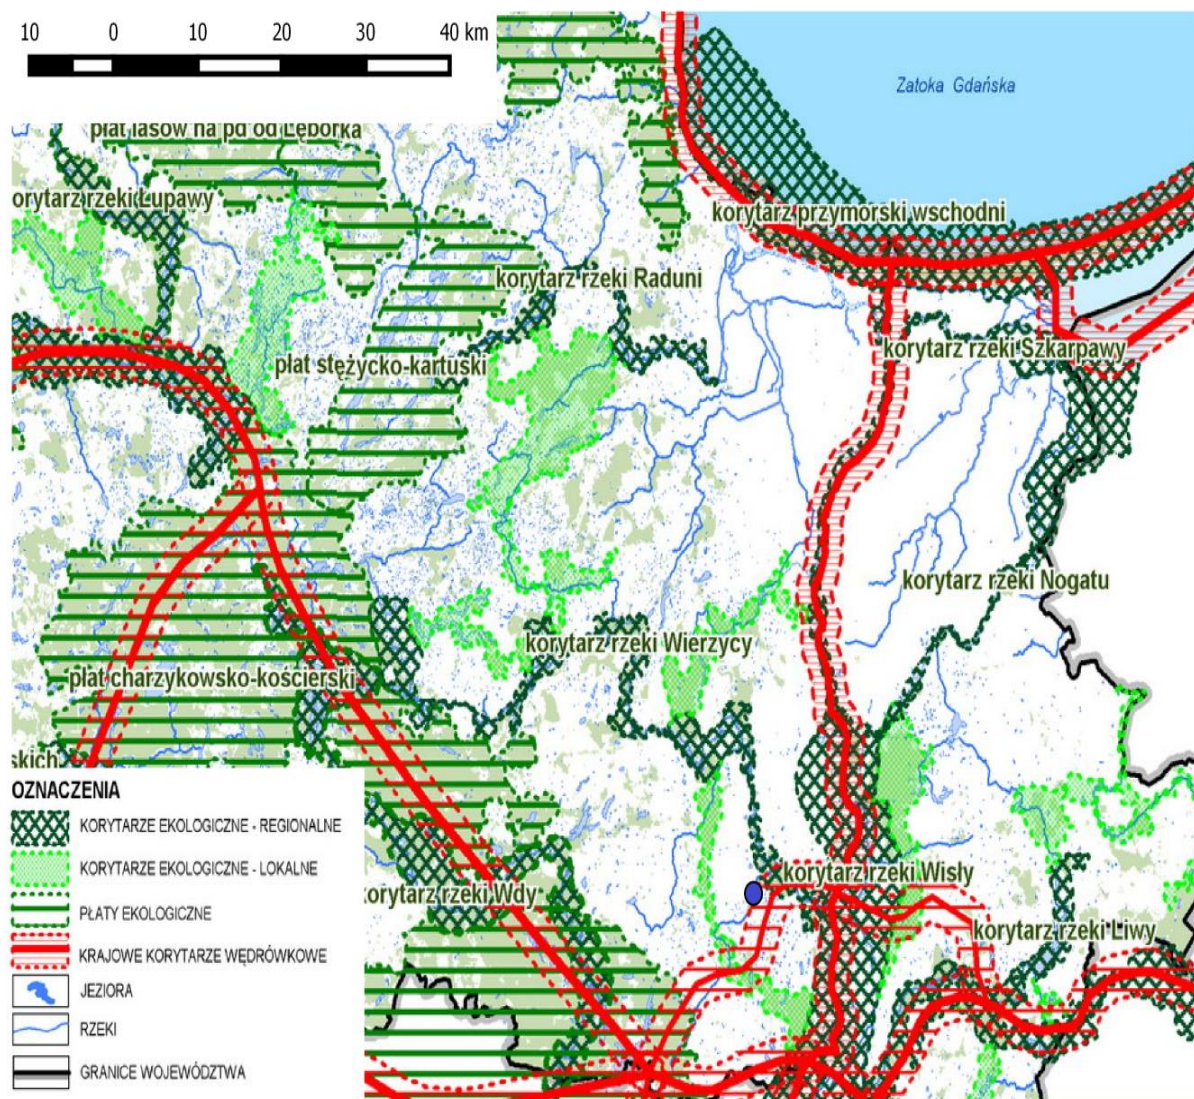 10 0 10 20 30 40 km
Zatoka Gdańska
płat lasów na pd od Lęborka
orytarz rzeki Łupawy
korytarz przymorski wschodni
korytarz rzeki Raduni
korytarz rzeki Szkarpawy
płat stężycko-kartuski
korytarz rzeki Nogatu
korytarz rzeki Wierzycy
płat charzykowsko-kościerski
skich
OZNACZENIA
KORYTARZE EKOLOGICZNE - REGIONALNE
KORYTARZE EKOLOGICZNE - LOKALNE
PŁATY EKOLOGICZNE
KRAJOWE KORYTARZE WĘDRÓWKOWE
JEZIORA
RZEKI
GRANICE WOJEWÓDZTWA
korytarz rzeki Wisły
korytarz rzeki Wdy
korytarz rzeki Liwy